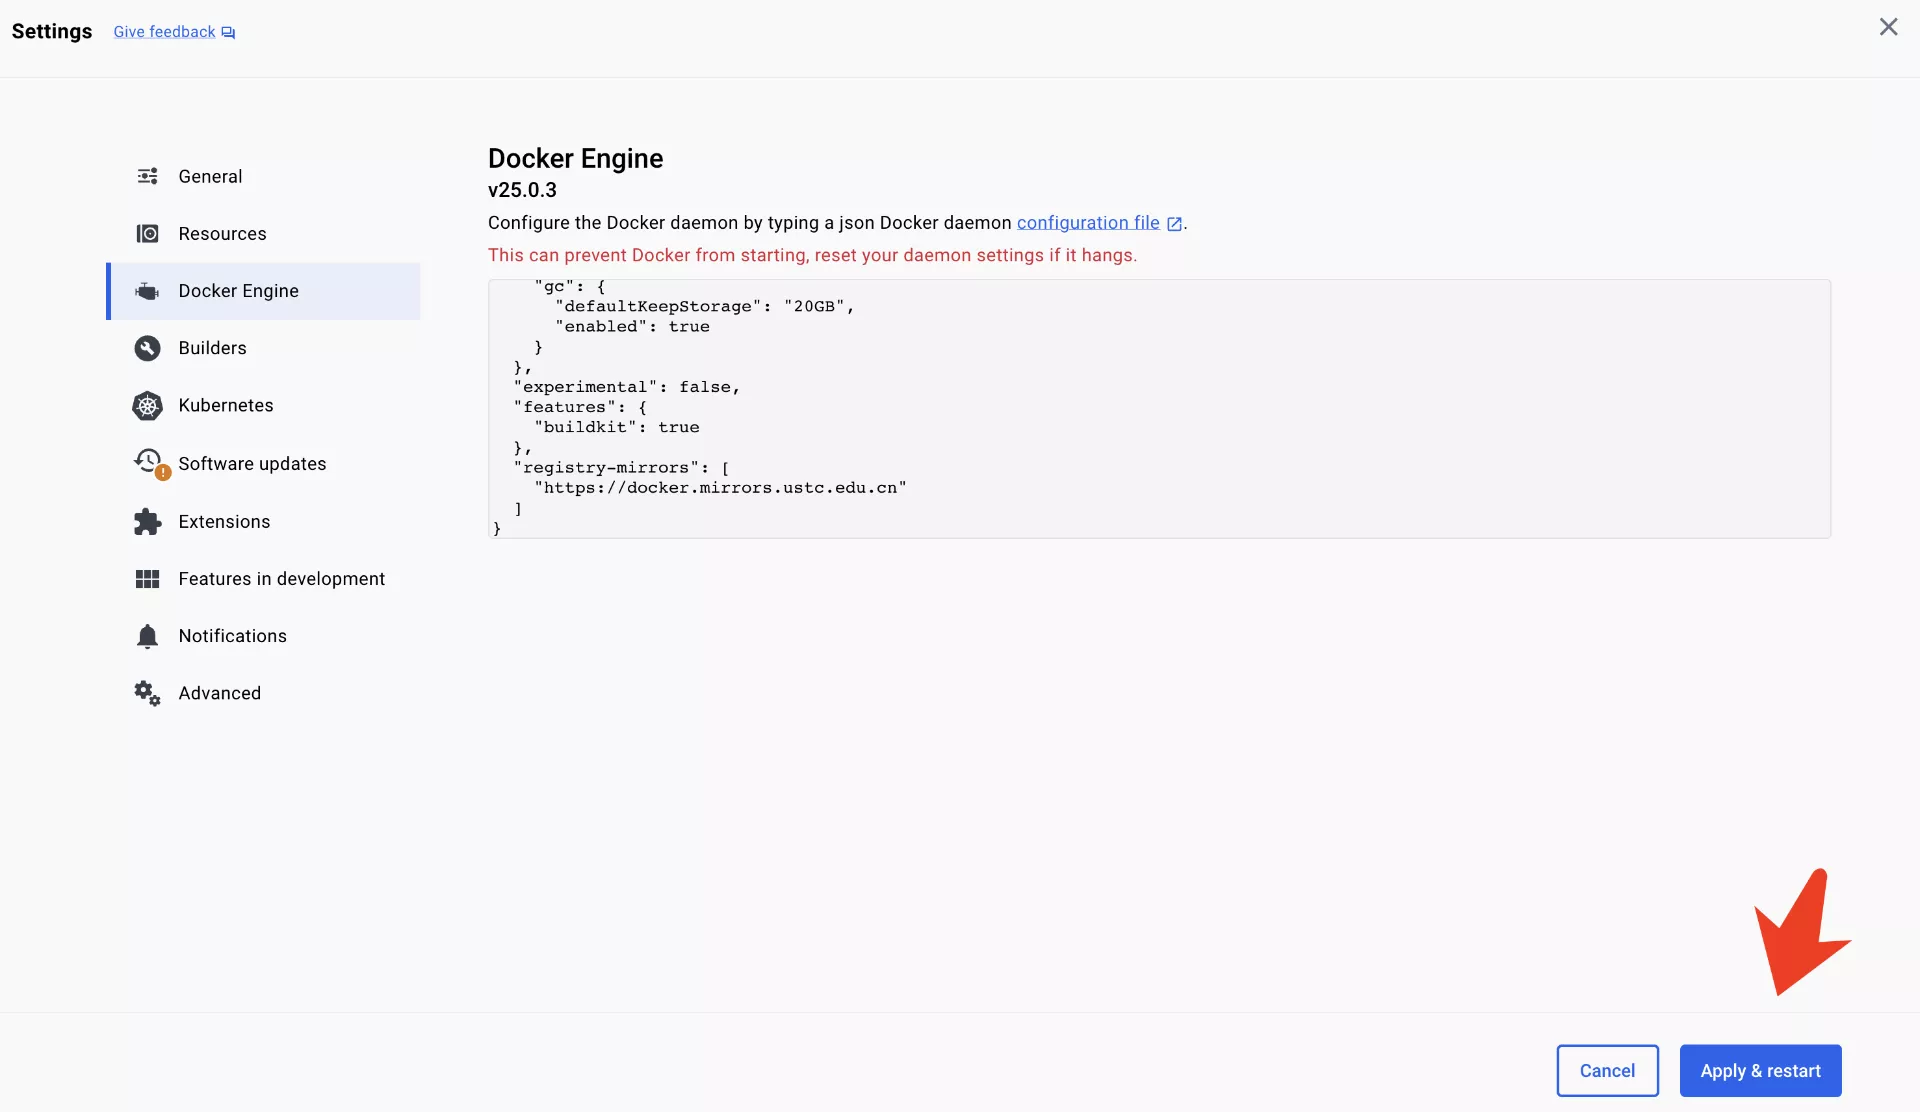 Settings
Give feedback
General
Resources
Docker Engine
Builders
Kubernetes
Software updates
Extensions
Features in development
Notifications
Advanced
Docker Engine
v25.0.3
Configure the Docker daemon by typing a json Docker daemon configuration file.
This can prevent Docker from starting, reset your daemon settings if it hangs.
    "gc": {
      "defaultKeepStorage": "20GB",
      "enabled": true
    }
  },
  "experimental": false,
  "features": {
    "buildkit": true
  },
  "registry-mirrors": [
    "https://docker.mirrors.ustc.edu.cn"
  ]
}
Cancel
Apply & restart